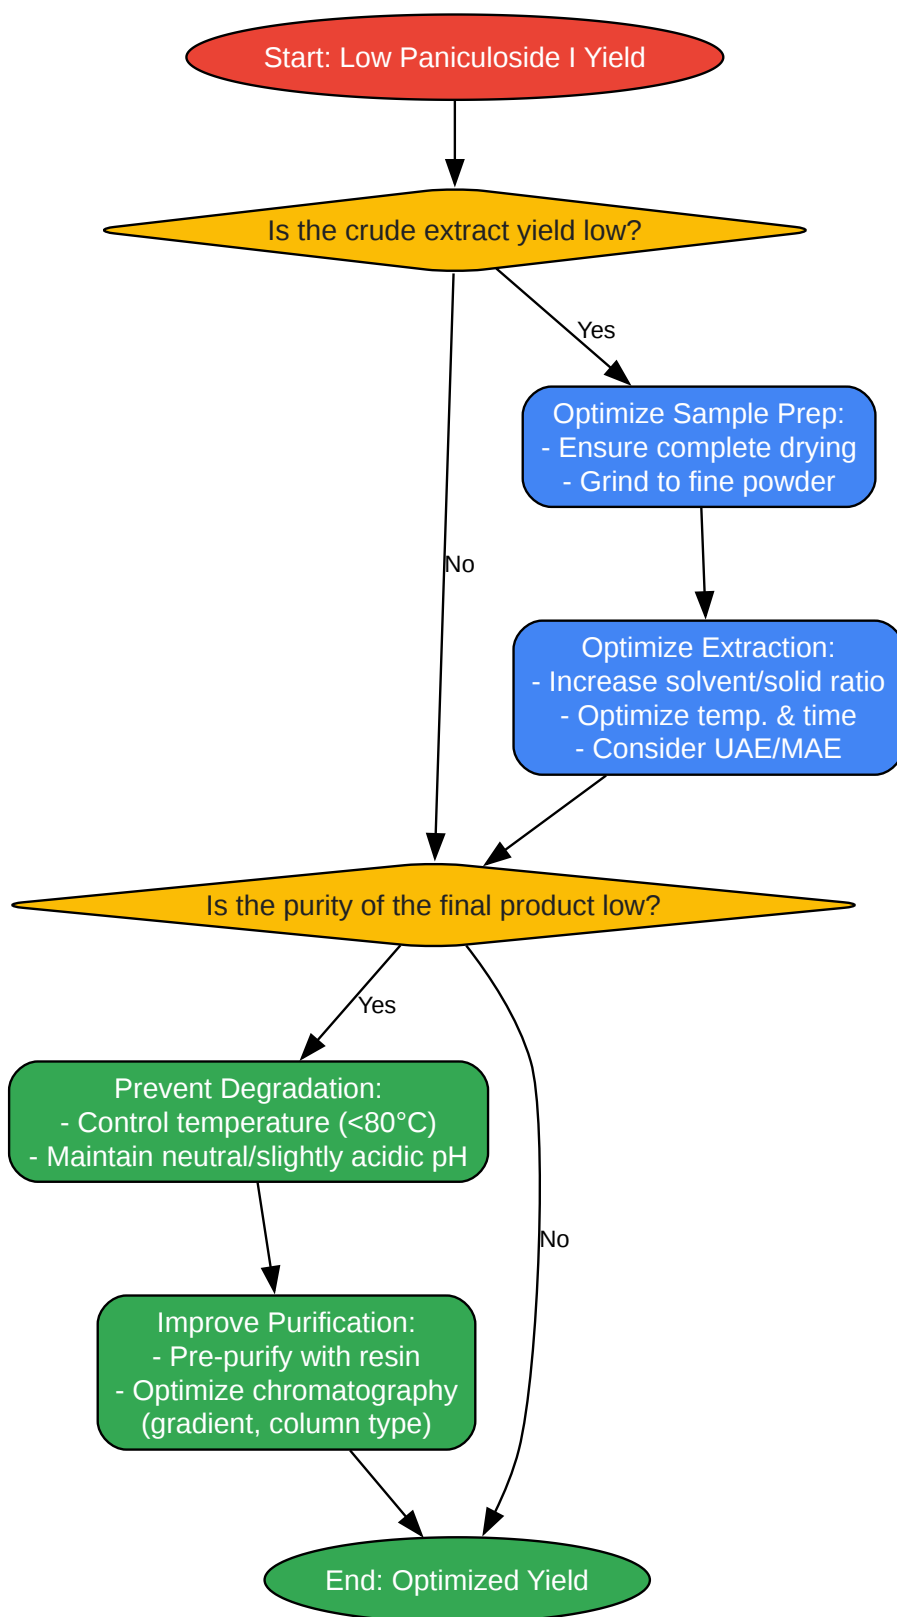 Start: Low Paniculoside I Yield
Is the crude extract yield low?
Yes
Optimize Sample Prep:
- Ensure complete drying
- Grind to fine powder
No
Optimize Extraction:
- Increase solvent/solid ratio
- Optimize temp. & time
- Consider UAE/MAE
Is the purity of the final product low?
Yes
Prevent Degradation:
- Control temperature (<80°C)
- Maintain neutral/slightly acidic pH
No
Improve Purification:
- Pre-purify with resin
- Optimize chromatography
(gradient, column type)
End: Optimized Yield